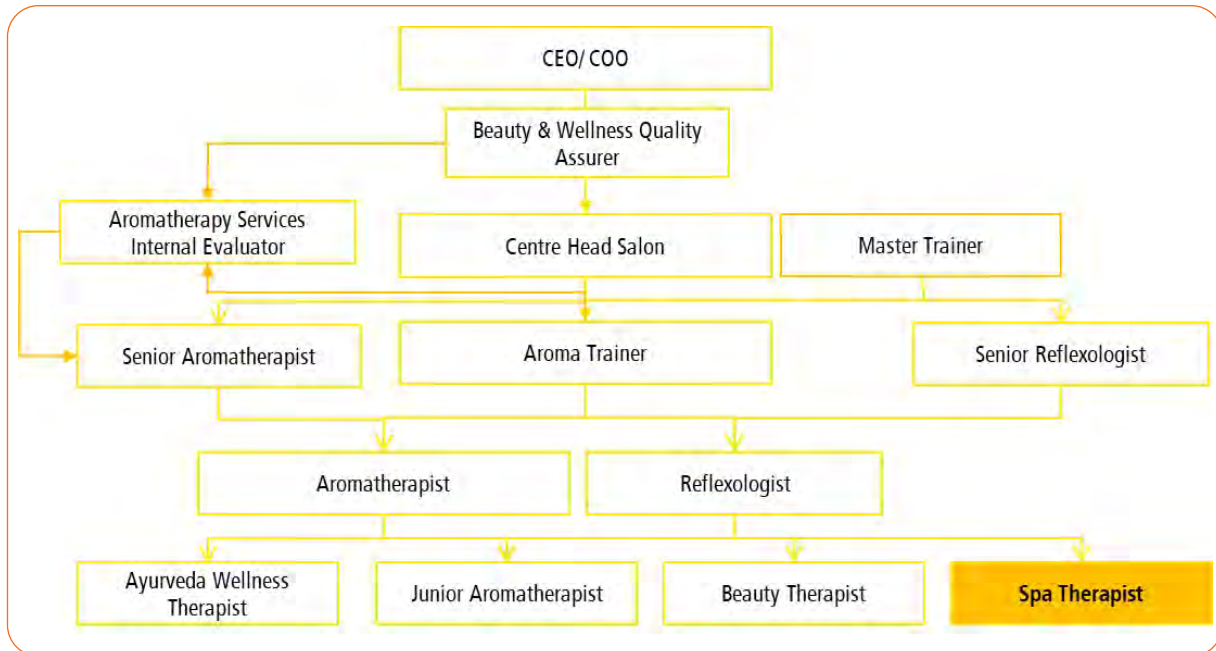 CEO/ COO
Beauty & Wellness Quality
Assurer
Aromatherapy Services
Internal Evaluator
Centre Head Salon
Master Trainer
Senior Aromatherapist
Aroma Trainer
Senior Reflexologist
Aromatherapist
Reflexologist
Ayurveda Wellness
Therapist
Junior Aromatherapist
Beauty Therapist
Spa Therapist